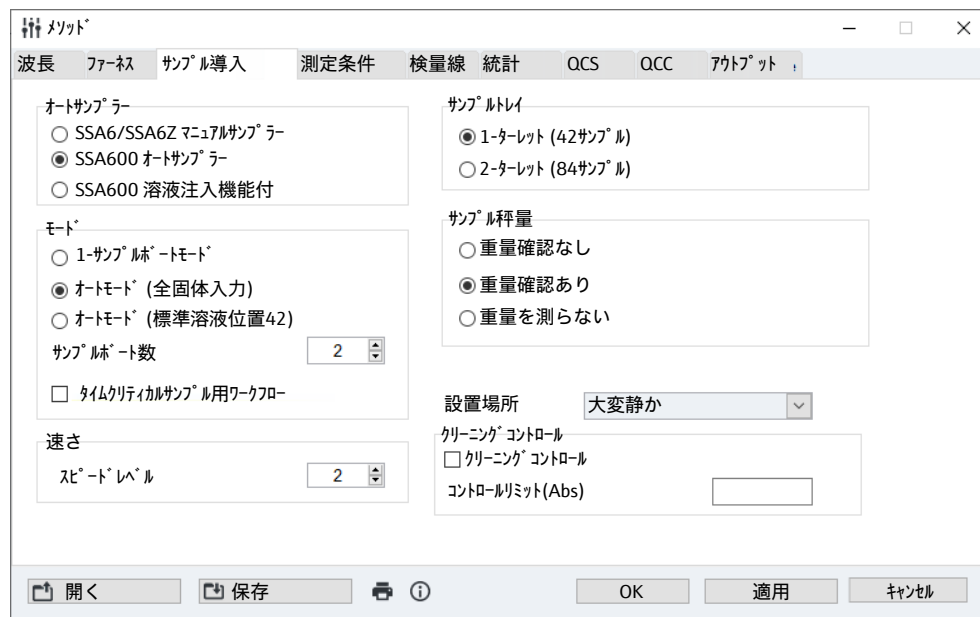 ﾒｿｯﾄﾞ
波長 ﾌｧｰﾈｽ ｻﾝﾌﾟﾙ導入 測定条件 検量線 統計 QCS QCC ｱｳﾄﾌﾟｯﾄ
ｵｰﾄｻﾝﾌﾟﾗｰ
SSA6/SSA6Z ﾏﾆｭｱﾙｻﾝﾌﾟﾗｰ
SSA600 ｵｰﾄｻﾝﾌﾟﾗｰ
SSA600 溶液注入機能付
ﾓｰﾄﾞ
1-ｻﾝﾌﾟﾙﾎﾞｰﾄﾓｰﾄﾞ
ｵｰﾄﾓｰﾄﾞ (全固体入力)
ｵｰﾄﾓｰﾄﾞ (標準溶液位置42)
ｻﾝﾌﾟﾙﾎﾞｰﾄ数 2
ﾀｲﾑｸﾘﾃｨｶﾙｻﾝﾌﾟﾙ用ﾜｰｸﾌﾛｰ
速さ
ｽﾋﾟｰﾄﾞﾚﾍﾞﾙ 2
ｻﾝﾌﾟﾙﾄﾚｲ
1-ﾀｰﾚｯﾄ (42ｻﾝﾌﾟﾙ)
2-ﾀｰﾚｯﾄ (84ｻﾝﾌﾟﾙ)
ｻﾝﾌﾟﾙ秤量
重量確認なし
重量確認あり
重量を測らない
設置場所 大変静か
ｸﾘｰﾆﾝｸﾞｺﾝﾄﾛｰﾙ
ｸﾘｰﾆﾝｸﾞｺﾝﾄﾛｰﾙ
ｺﾝﾄﾛｰﾙﾘﾐｯﾄ(Abs)
開く 保存 OK 適用 ｷｬﾝｾﾙ